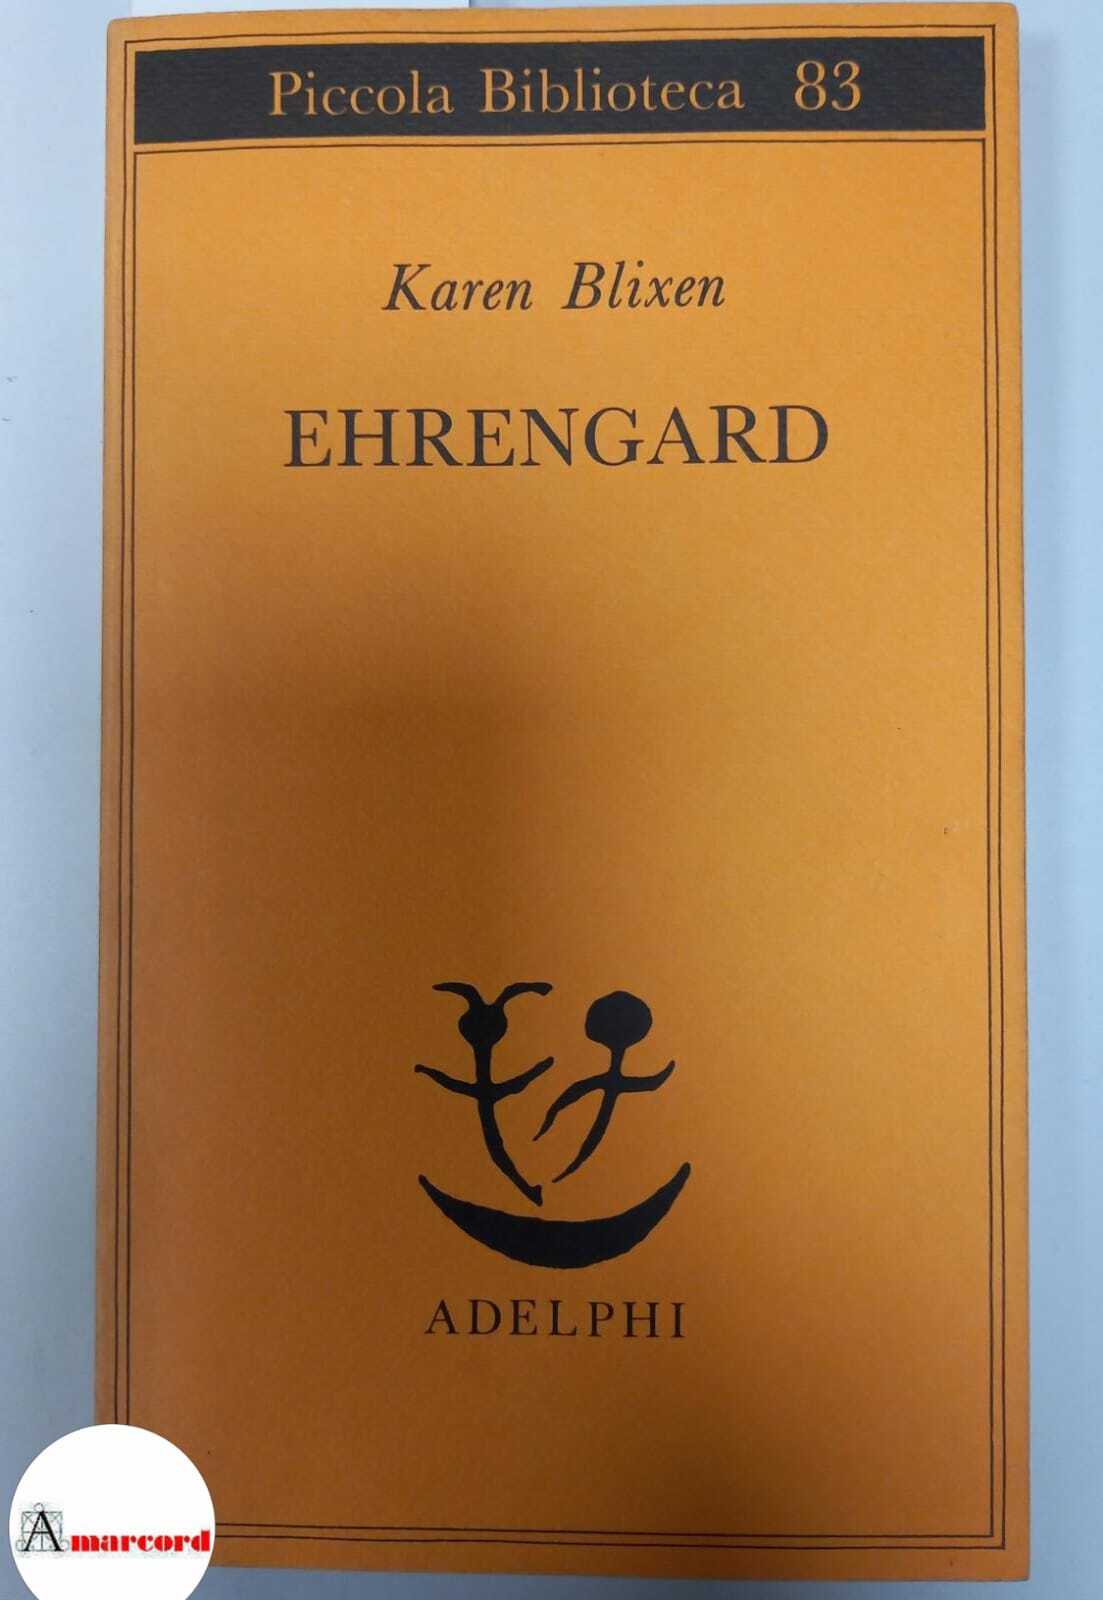 Piccola Biblioteca 83
Karen Blixen
EHRENGARD
ADELPHI
Amarcord